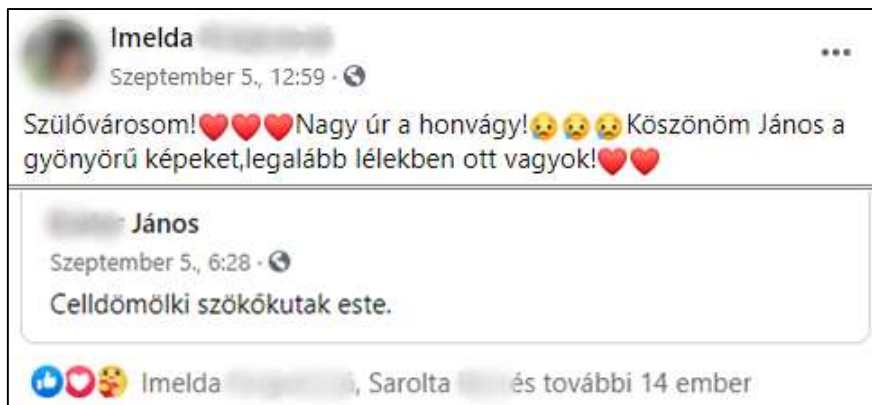 Imelda
Szeptember 5., 12:59 ·
Szülővárosom!❤️❤️❤️Nagy úr a honvágy!😥😥😥Köszönöm János a
gyönyörű képeket,legalább lélekben ott vagyok!❤️❤️
János
Szeptember 5., 6:28 ·
Celldömölki szökőkutak este.
Imelda , Sarolta és további 14 ember